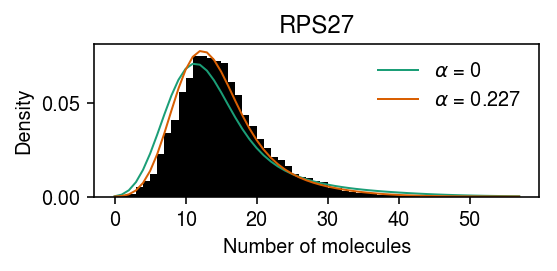 RPS27
α = 0
α = 0.227
Density
0.05
0.00
0 10 20 30 40 50
Number of molecules